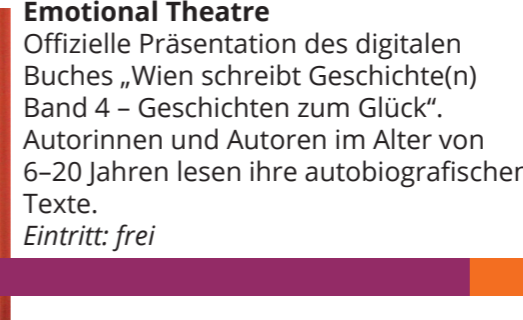 Emotional Theatre
Offizielle Präsentation des digitalen
Buches „Wien schreibt Geschichte(n)
Band 4 – Geschichten zum Glück“.
Autorinnen und Autoren im Alter von
6–20 Jahren lesen ihre autobiografischen
Texte.
Eintritt: frei